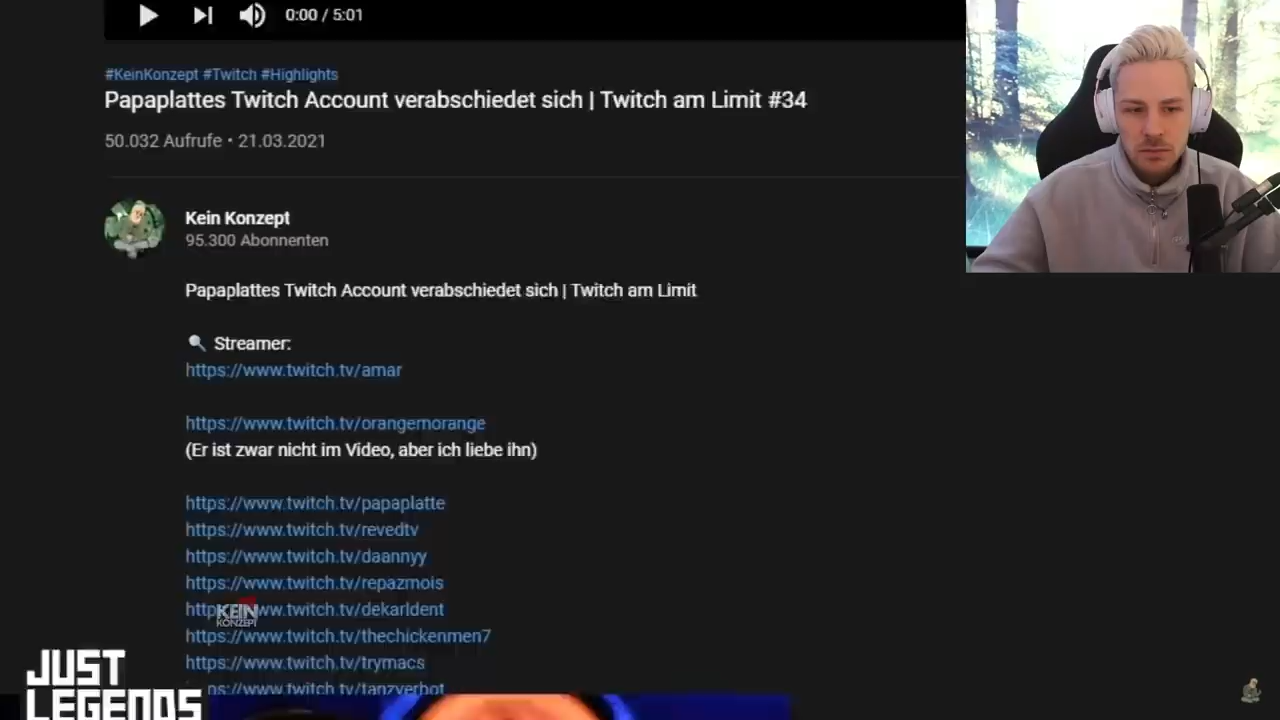 0:00 / 5:01
#KeinKonzept #Twitch #Highlights
Papaplattes Twitch Account verabschiedet sich | Twitch am Limit #34
50.032 Aufrufe • 21.03.2021
Kein Konzept
95.300 Abonnenten
Papaplattes Twitch Account verabschiedet sich | Twitch am Limit
Streamer:
https://www.twitch.tv/amar
https://www.twitch.tv/orangemorange
(Er ist zwar nicht im Video, aber ich liebe ihn)
https://www.twitch.tv/papaplatte
https://www.twitch.tv/revedtv
https://www.twitch.tv/daannyy
https://www.twitch.tv/repazmois
KEIN
KONZEPT
https://www.twitch.tv/thechickenmen7
https://www.twitch.tv/trymacs
JUST
LEGENDS